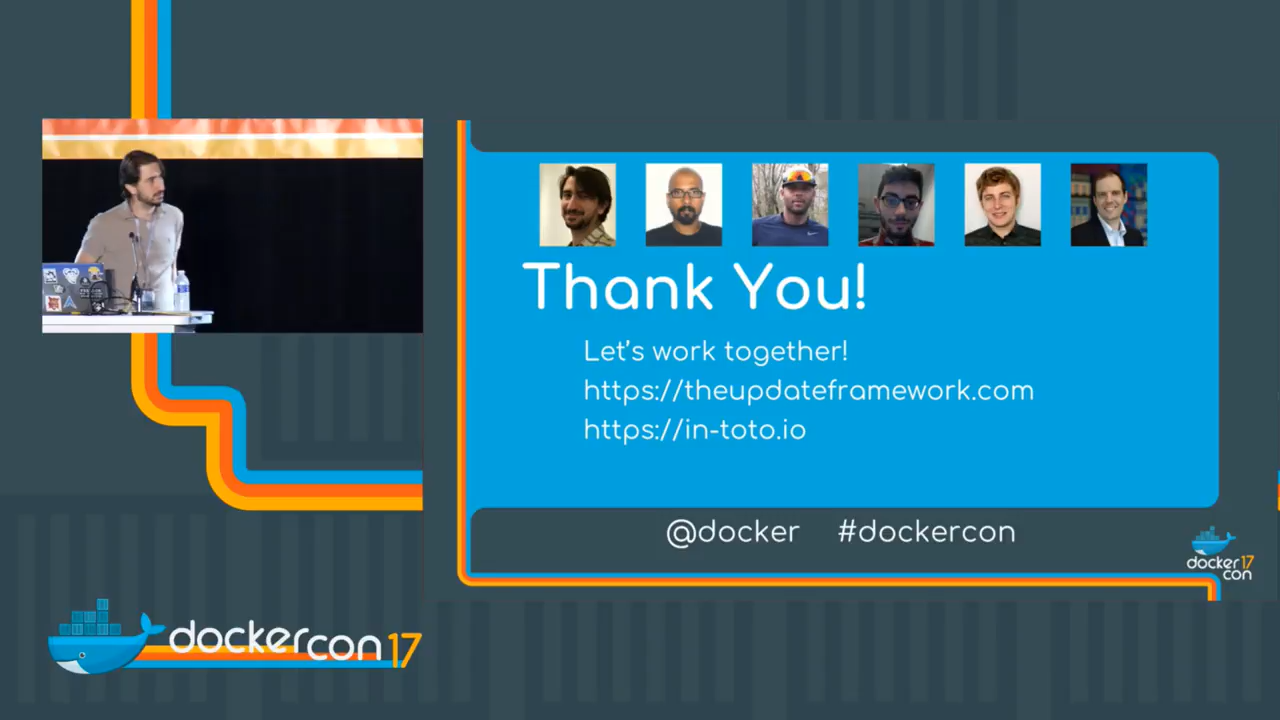 Thank You!
Let's work together!
https://theupdateframework.com
https://in-toto.io
@docker #dockercon
docker 17
con
dockercon 17